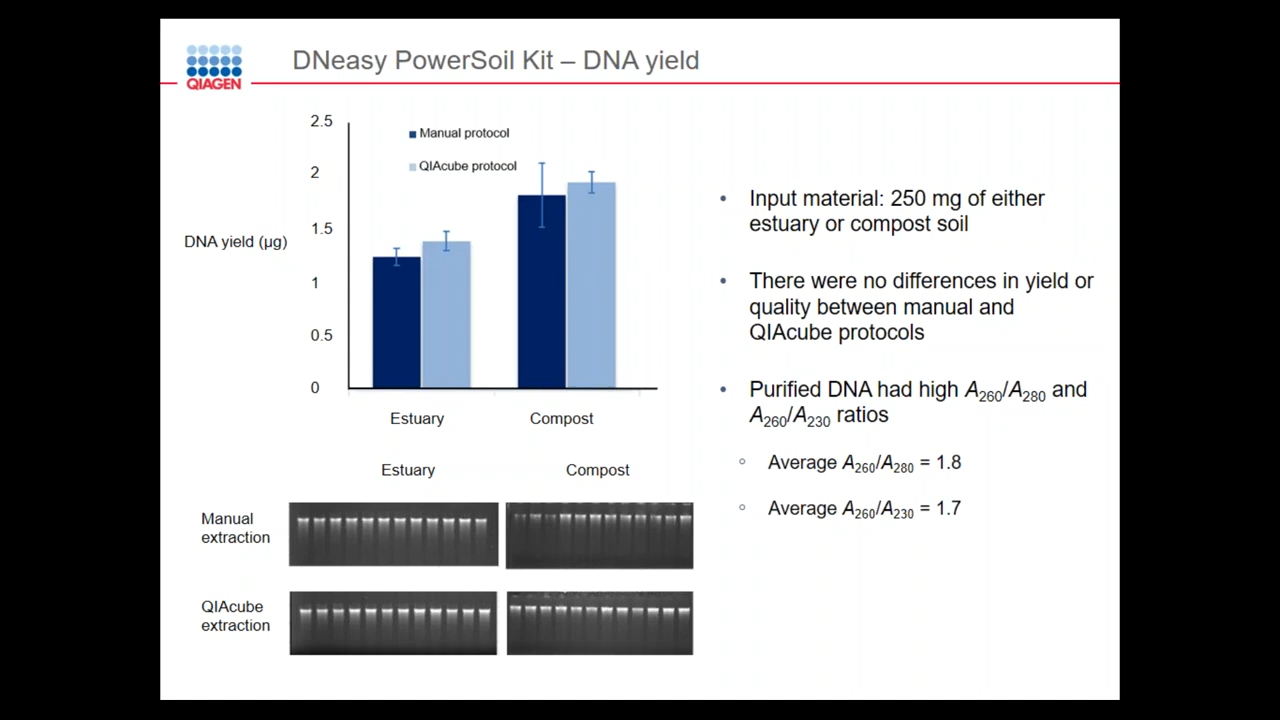 QIAGEN
DNeasy PowerSoil Kit – DNA yield
2.5
2
1.5
1
0.5
0
DNA yield (µg)
Manual protocol
QIAcube protocol
Estuary
Compost
Estuary
Compost
Manual
extraction
QIAcube
extraction
• Input material: 250 mg of either
estuary or compost soil
• There were no differences in yield or
quality between manual and
QIAcube protocols
• Purified DNA had high A260/A280 and
A260/A230 ratios
○ Average A260/A280 = 1.8
○ Average A260/A230 = 1.7